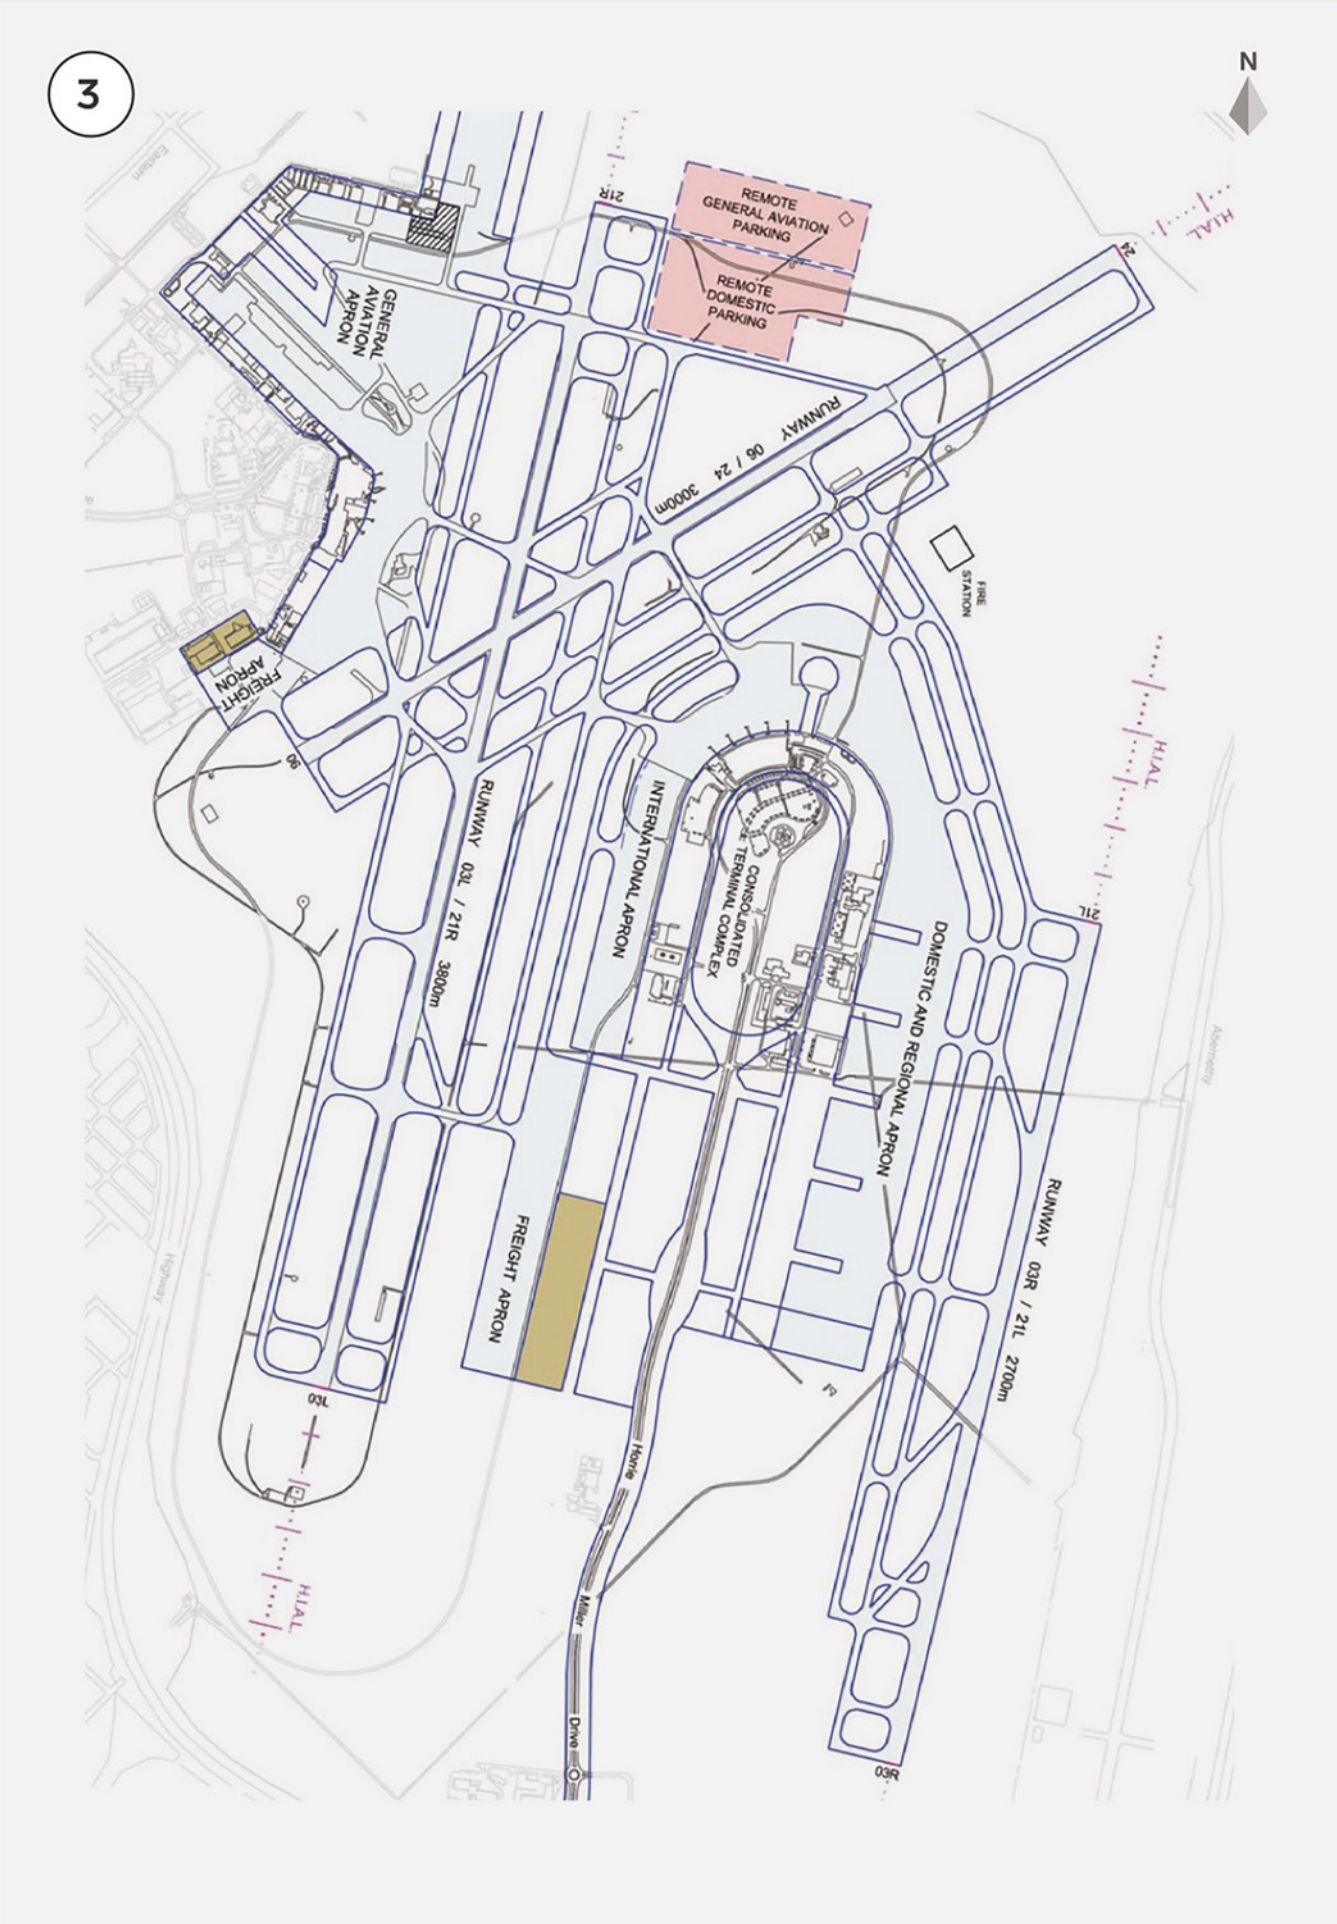 3
N
Eastern
21R
REMOTE
GENERAL AVIATION
PARKING
H.I.A.L.
24
REMOTE
DOMESTIC
PARKING
GENERAL
AVIATION
APRON
RUNWAY 06 / 24 3000m
FIRE
STATION
FREIGHT
APRON
06
H.I.A.L.
RUNWAY 03L / 21R 3800m
INTERNATIONAL APRON
CONSOLIDATED
TERMINAL COMPLEX
21L
DOMESTIC AND REGIONAL APRON
Abernethy
RUNWAY 03R / 21L 2700m
FREIGHT APRON
Highway
03L
H.I.A.L.
Horrie
Miller
Drive
03R